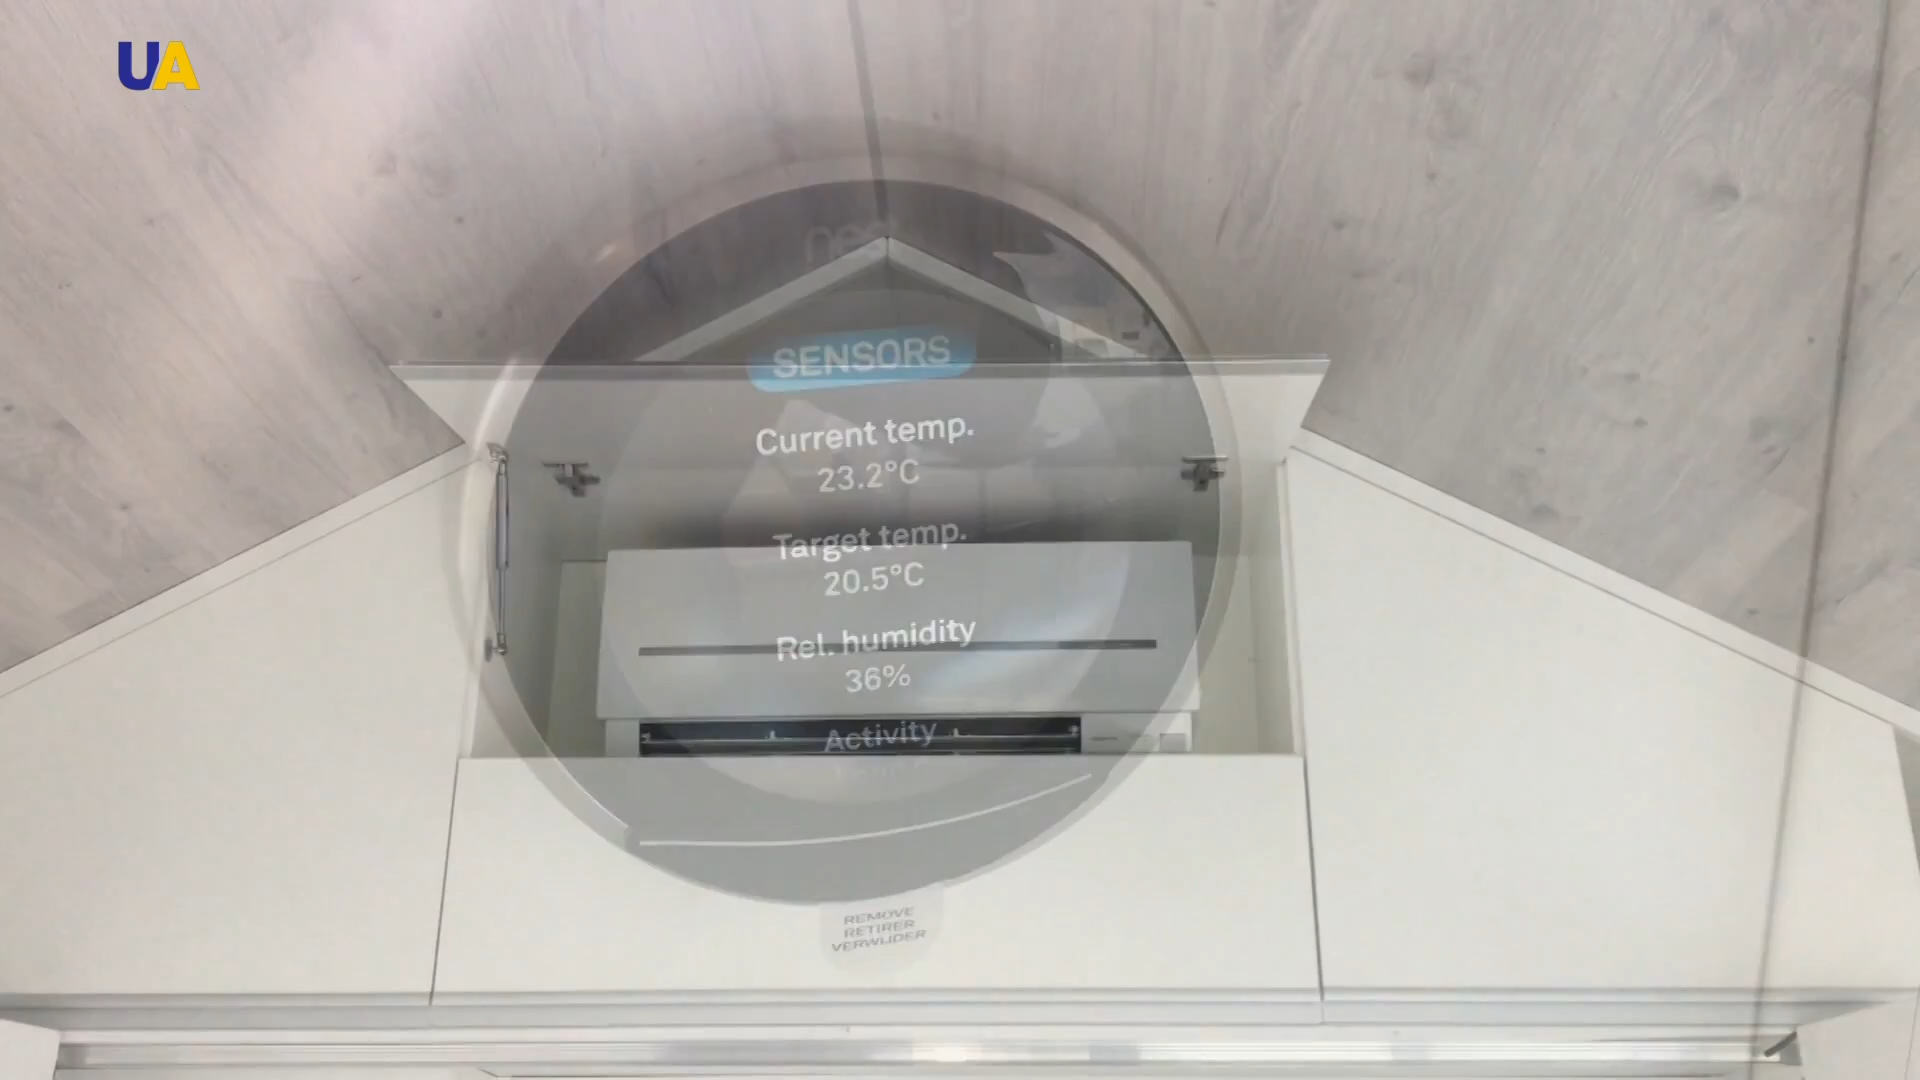 UA
SENSORS
Current temp.
23.2°C
Target temp.
20.5°C
Rel. humidity
36%
Activity
REMOVE
RETIRER
VERWIJDER